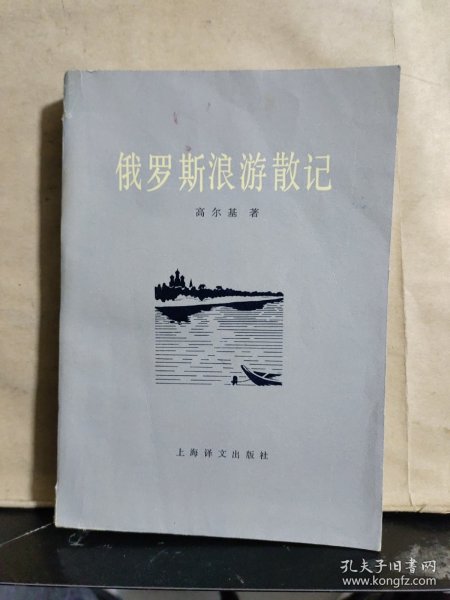 俄罗斯浪游散记
高尔基 著
上海译文出版社
孔夫子旧书网
www.kongfz.com